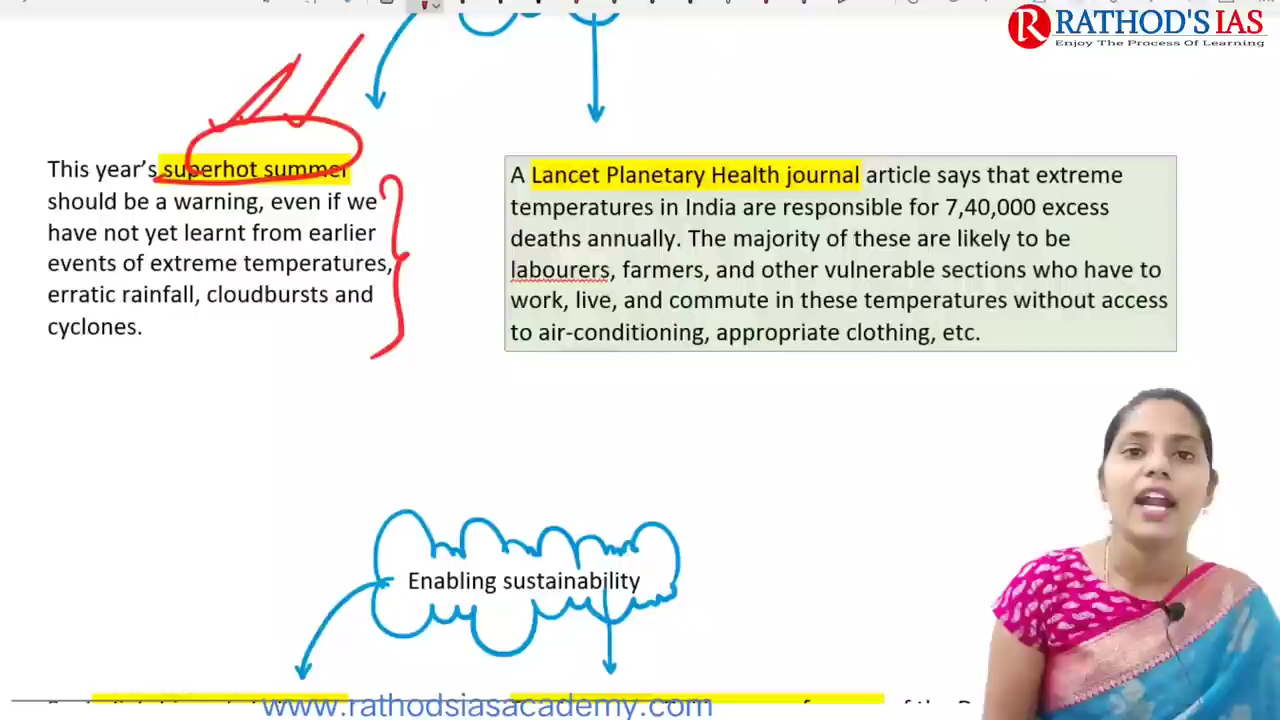 RATHOD'S IAS
Enjoy The Process Of Learning
This year's superhot summer
should be a warning, even if we
have not yet learnt from earlier
events of extreme temperatures,
erratic rainfall, cloudbursts and
cyclones.
A Lancet Planetary Health journal article says that extreme
temperatures in India are responsible for 7,40,000 excess
deaths annually. The majority of these are likely to be
labourers, farmers, and other vulnerable sections who have to
work, live, and commute in these temperatures without access
to air-conditioning, appropriate clothing, etc.
Enabling sustainability
www.rathodsiasacademy.com